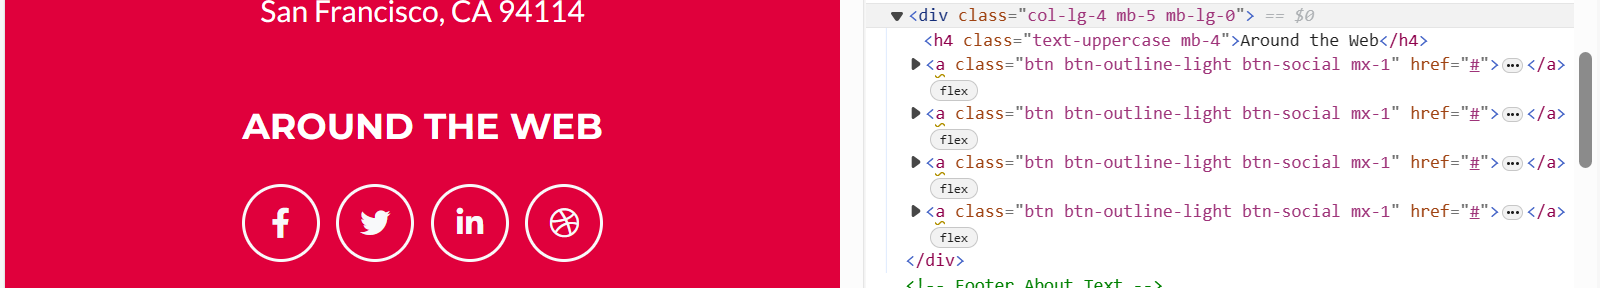 San Francisco, CA 94114
AROUND THE WEB
<div class="col-lg-4 mb-5 mb-lg-0"> == $0
<h4 class="text-uppercase mb-4">Around the Web</h4>
<a class="btn btn-outline-light btn-social mx-1" href="#">…</a>
flex
<a class="btn btn-outline-light btn-social mx-1" href="#">…</a>
flex
<a class="btn btn-outline-light btn-social mx-1" href="#">…</a>
flex
<a class="btn btn-outline-light btn-social mx-1" href="#">…</a>
flex
</div>
<!-- Footer About Text -->